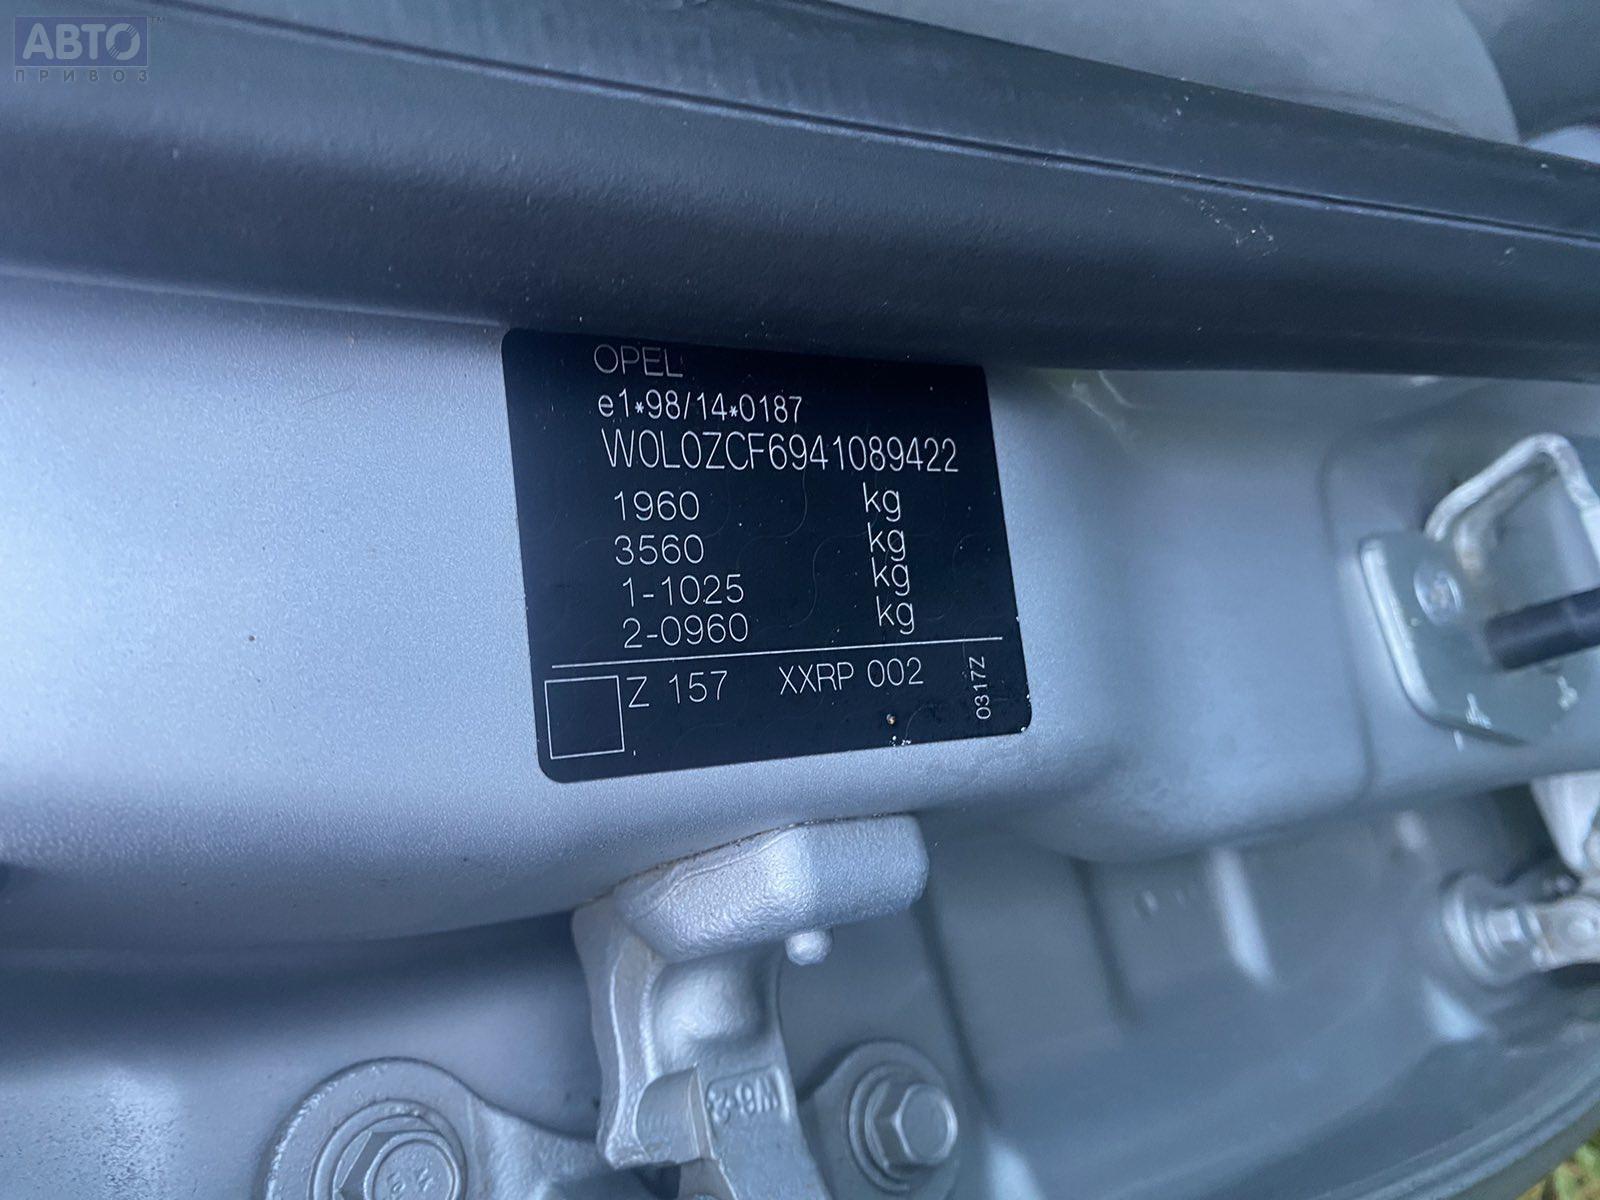 АВТО™
ПРИВОЗ
OPEL
e1*98/14*0187
W0L0ZCF6941089422
1960 kg
3560 kg
1-1025 kg
2-0960 kg
Z 157 XXRP 002
0317Z